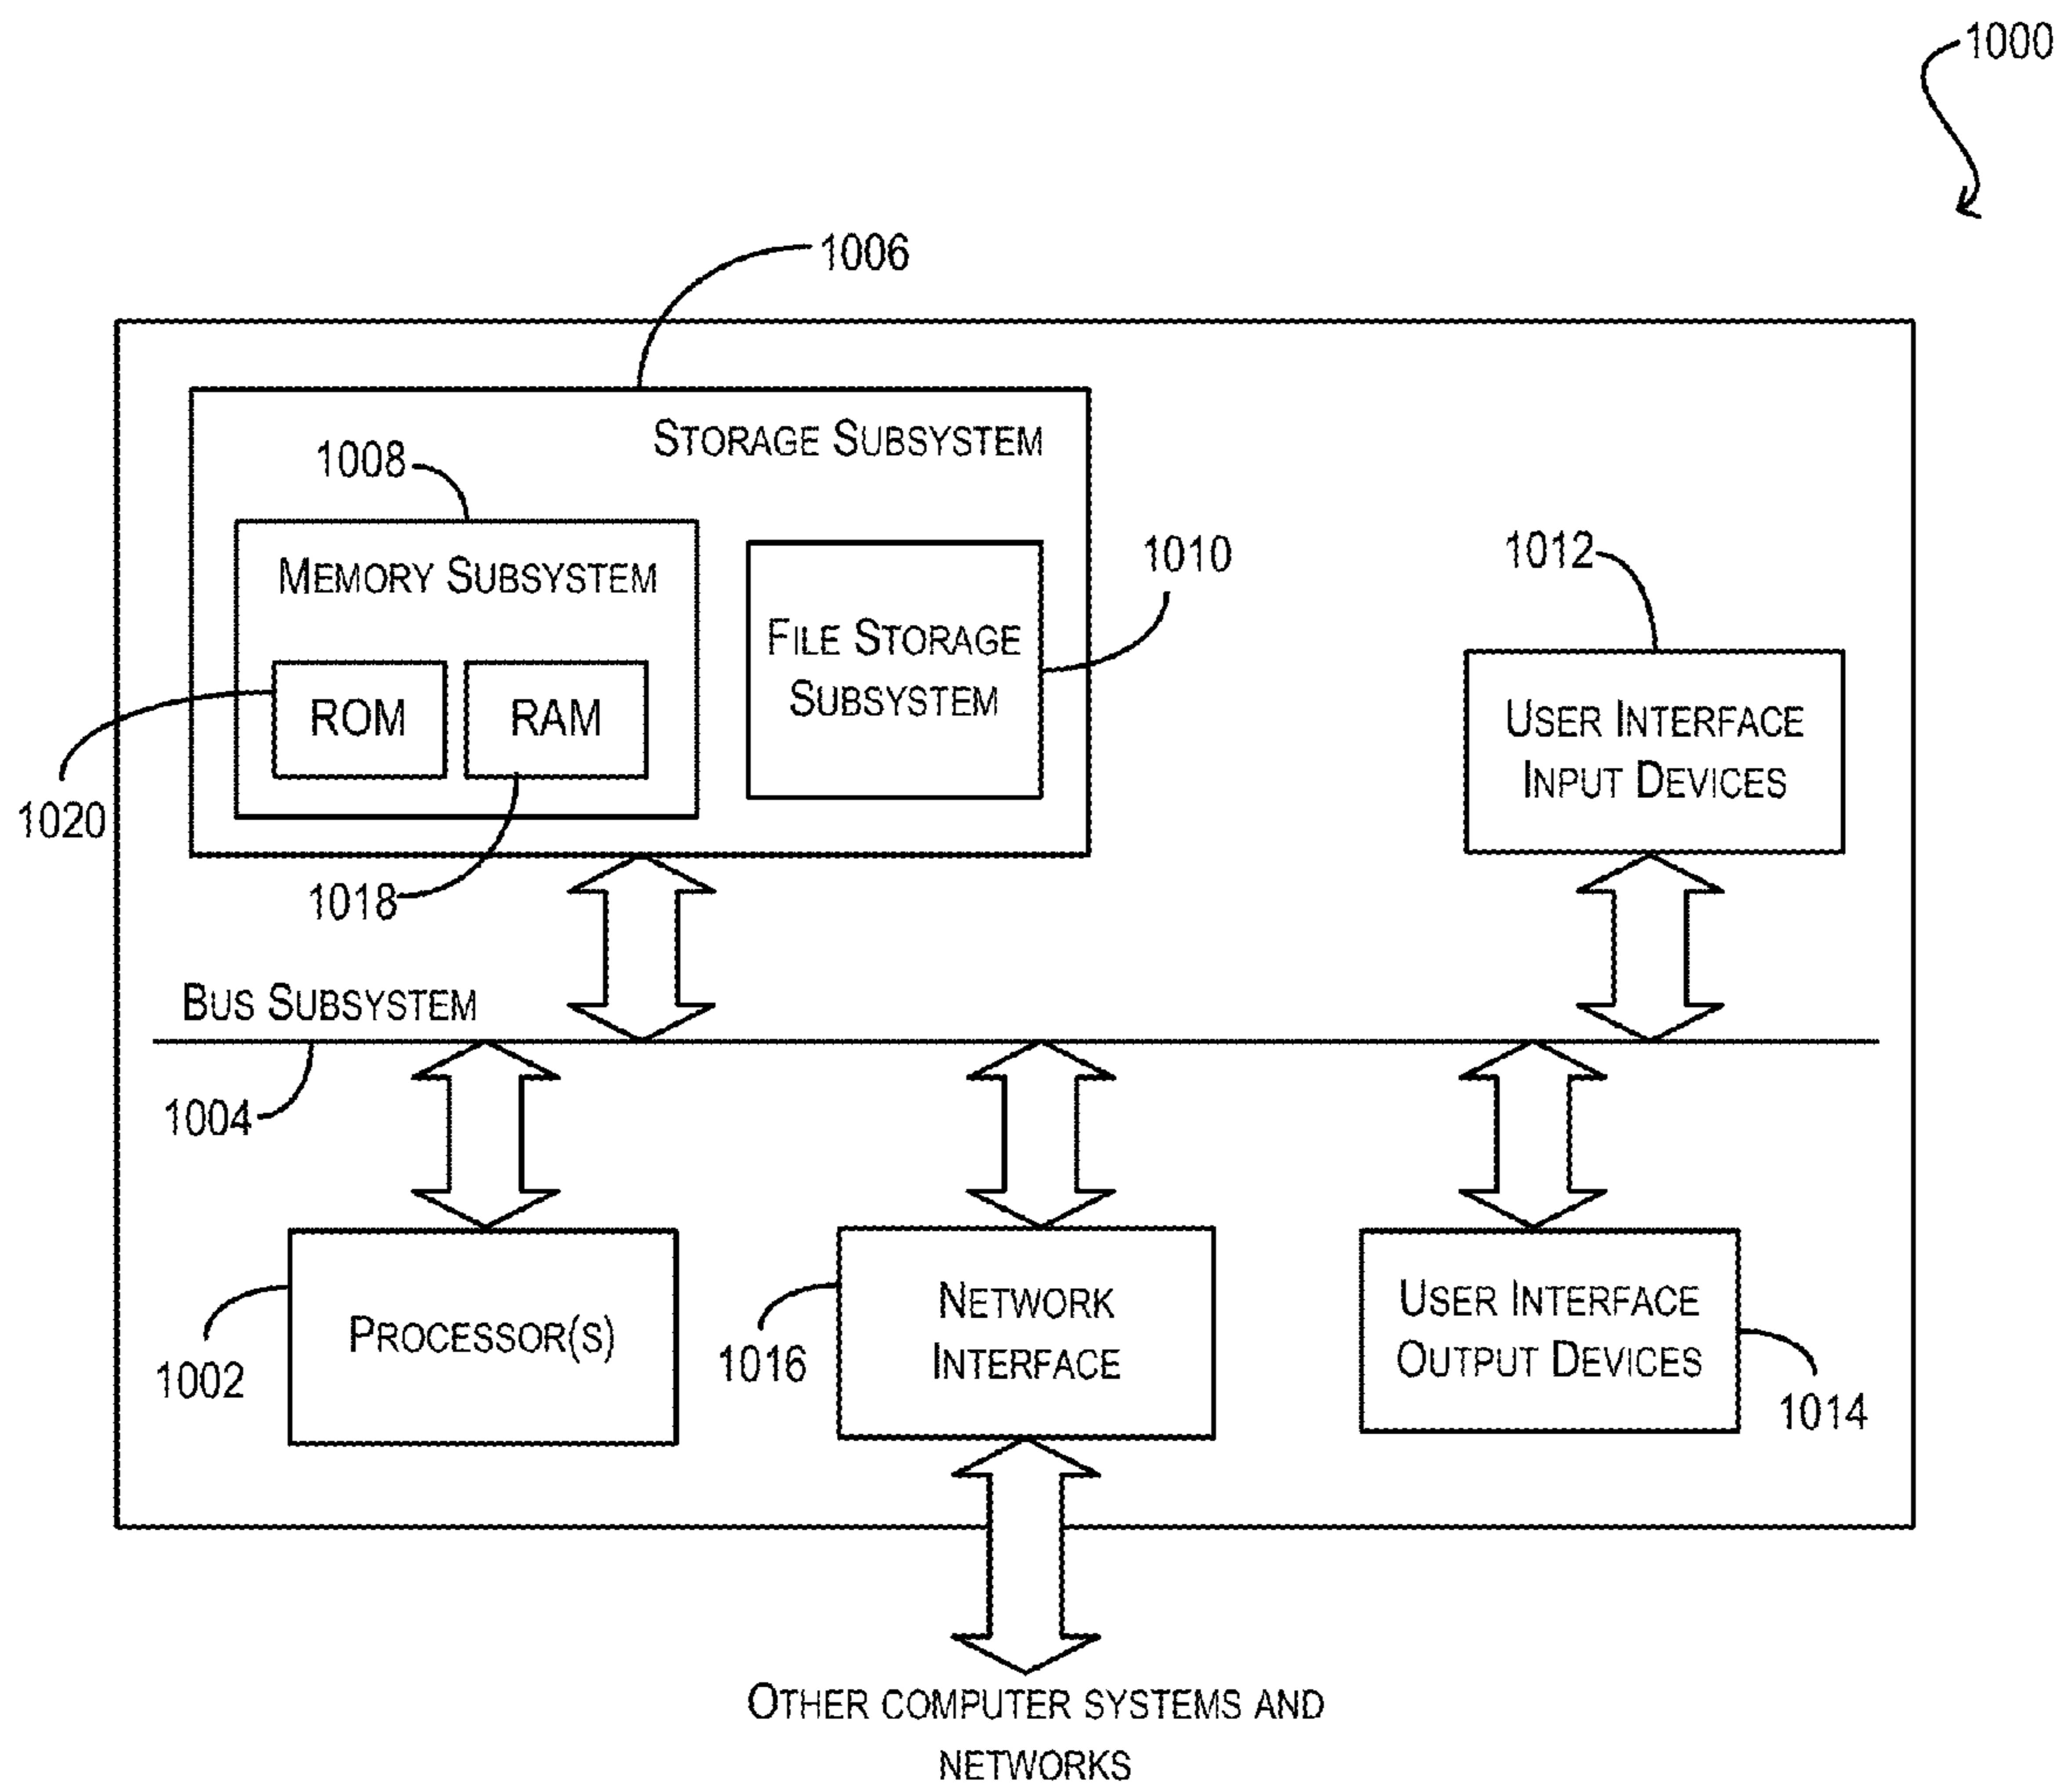 1000
1006
STORAGE SUBSYSTEM
1008
MEMORY SUBSYSTEM
1010
1012
FILE STORAGE
SUBSYSTEM
ROM
RAM
USER INTERFACE
INPUT DEVICES
1020
1018
BUS SUBSYSTEM
1004
PROCESSOR(S)
1002
NETWORK
INTERFACE
1016
USER INTERFACE
OUTPUT DEVICES
1014
OTHER COMPUTER SYSTEMS AND
NETWORKS